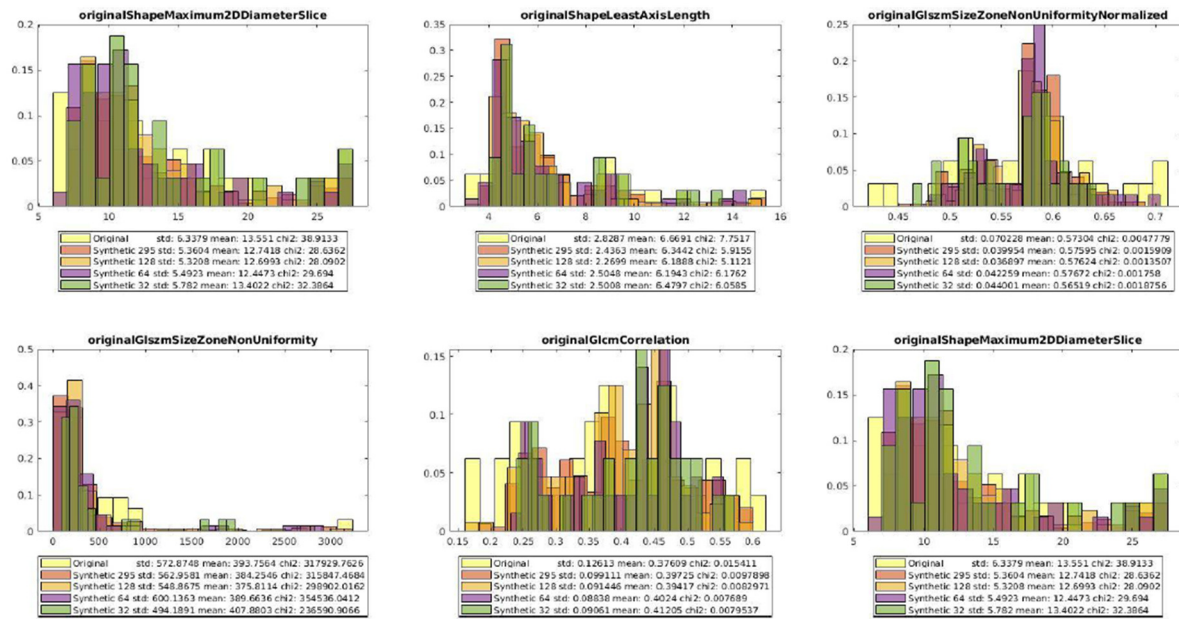 originalShapeMaximum2DDiameterSlice
0.2
0.15
0.1
0.05
0
5 10 15 20 25
Original std: 6.3379 mean: 13.551 chi2: 38.9133
Synthetic 295 std: 5.3604 mean: 12.7418 chi2: 28.6362
Synthetic 128 std: 5.3208 mean: 12.6993 chi2: 28.0902
Synthetic 64 std: 5.4923 mean: 12.4473 chi2: 29.694
Synthetic 32 std: 5.782 mean: 13.4022 chi2: 32.3864
originalShapeLeastAxisLength
0.35
0.3
0.25
0.2
0.15
0.1
0.05
0
4 6 8 10 12 14 16
Original std: 2.8287 mean: 6.6691 chi2: 7.7517
Synthetic 295 std: 2.4363 mean: 6.3442 chi2: 5.9155
Synthetic 128 std: 2.2699 mean: 6.1888 chi2: 5.1121
Synthetic 64 std: 2.5048 mean: 6.1943 chi2: 6.1762
Synthetic 32 std: 2.5008 mean: 6.4797 chi2: 6.0585
originalGlszmSizeZoneNonUniformityNormalized
0.25
0.2
0.15
0.1
0.05
0
0.45 0.5 0.55 0.6 0.65 0.7
Original std: 0.070228 mean: 0.57304 chi2: 0.0047779
Synthetic 295 std: 0.039954 mean: 0.57595 chi2: 0.0015909
Synthetic 128 std: 0.036897 mean: 0.57624 chi2: 0.0013507
Synthetic 64 std: 0.042259 mean: 0.57672 chi2: 0.001758
Synthetic 32 std: 0.044001 mean: 0.56519 chi2: 0.0018756
originalGlszmSizeZoneNonUniformity
0.5
0.4
0.3
0.2
0.1
0
0 500 1000 1500 2000 2500 3000
Original std: 572.8748 mean: 393.7564 chi2: 317929.7626
Synthetic 295 std: 562.9581 mean: 384.2546 chi2: 315847.4684
Synthetic 128 std: 548.8675 mean: 375.8114 chi2: 298902.0162
Synthetic 64 std: 600.1363 mean: 389.6636 chi2: 354536.0412
Synthetic 32 std: 494.1891 mean: 407.8803 chi2: 236590.9066
originalGlcmCorrelation
0.15
0.1
0.05
0
0.15 0.2 0.25 0.3 0.35 0.4 0.45 0.5 0.55 0.6
Original std: 0.12613 mean: 0.37609 chi2: 0.015411
Synthetic 295 std: 0.099111 mean: 0.39725 chi2: 0.0097898
Synthetic 128 std: 0.091446 mean: 0.39417 chi2: 0.0082971
Synthetic 64 std: 0.08838 mean: 0.4024 chi2: 0.007689
Synthetic 32 std: 0.09061 mean: 0.41205 chi2: 0.0079537
originalShapeMaximum2DDiameterSlice
0.2
0.15
0.1
0.05
0
5 10 15 20 25
Original std: 6.3379 mean: 13.551 chi2: 38.9133
Synthetic 295 std: 5.3604 mean: 12.7418 chi2: 28.6362
Synthetic 128 std: 5.3208 mean: 12.6993 chi2: 28.0902
Synthetic 64 std: 5.4923 mean: 12.4473 chi2: 29.694
Synthetic 32 std: 5.782 mean: 13.4022 chi2: 32.3864